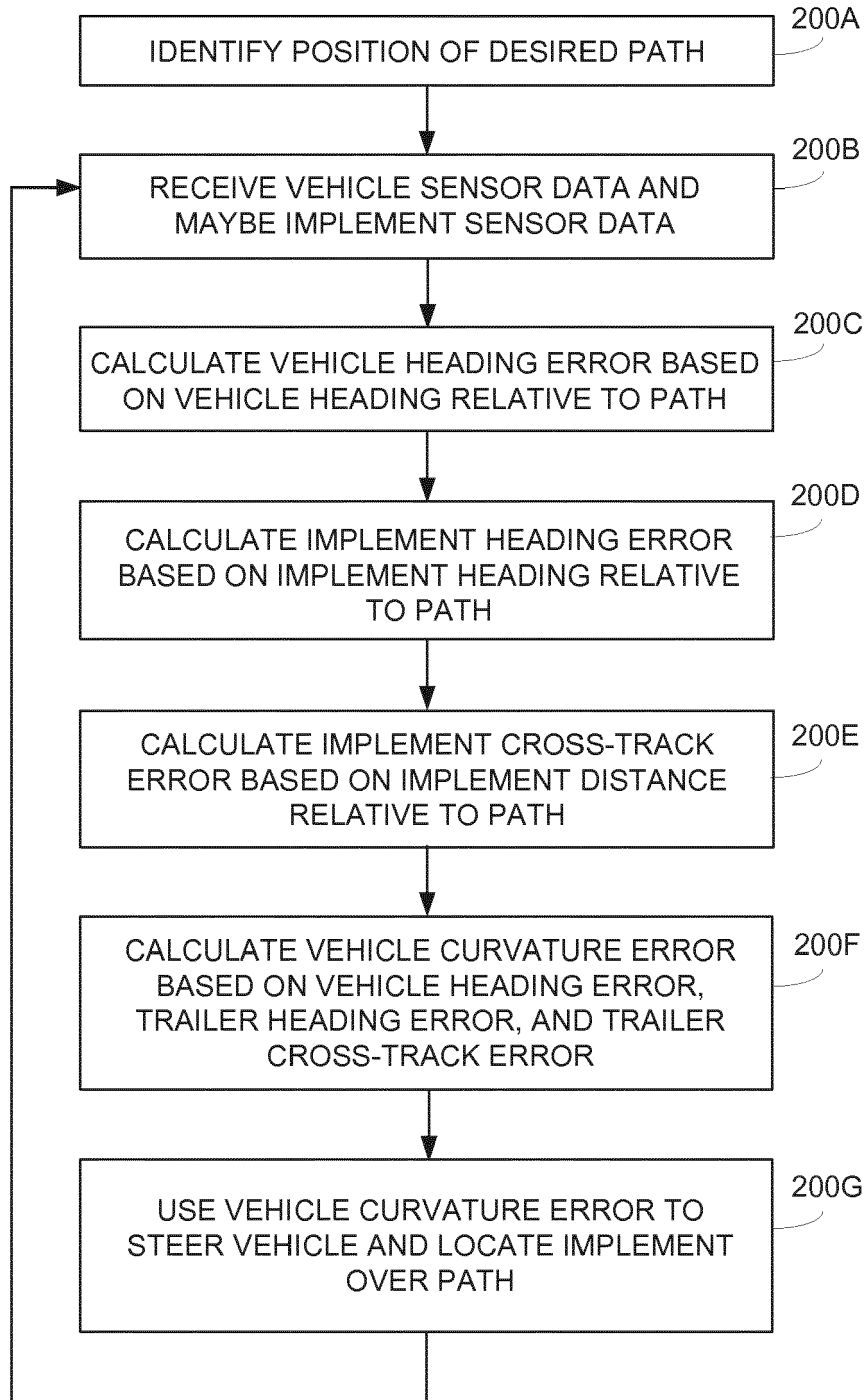 200A
IDENTIFY POSITION OF DESIRED PATH
200B
RECEIVE VEHICLE SENSOR DATA AND
MAYBE IMPLEMENT SENSOR DATA
200C
CALCULATE VEHICLE HEADING ERROR BASED
ON VEHICLE HEADING RELATIVE TO PATH
200D
CALCULATE IMPLEMENT HEADING ERROR
BASED ON IMPLEMENT HEADING RELATIVE
TO PATH
200E
CALCULATE IMPLEMENT CROSS-TRACK
ERROR BASED ON IMPLEMENT DISTANCE
RELATIVE TO PATH
200F
CALCULATE VEHICLE CURVATURE ERROR
BASED ON VEHICLE HEADING ERROR,
TRAILER HEADING ERROR, AND TRAILER
CROSS-TRACK ERROR
200G
USE VEHICLE CURVATURE ERROR TO
STEER VEHICLE AND LOCATE IMPLEMENT
OVER PATH